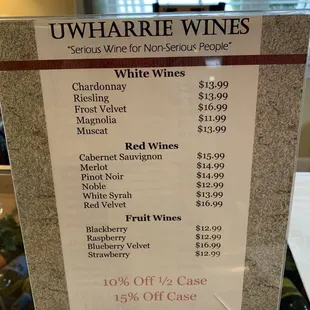 UWHARRIE WINES
"Serious Wine for Non-Serious People"
White Wines
Chardonnay $13.99
Riesling $13.99
Frost Velvet $16.99
Magnolia $11.99
Muscat $13.99
Red Wines
Cabernet Sauvignon $15.99
Merlot $14.99
Pinot Noir $14.99
Noble $12.99
White Syrah $13.99
Red Velvet $16.99
Fruit Wines
Blackberry $12.99
Raspberry $12.99
Blueberry Velvet $16.99
Strawberry $12.99
10% Off ½ Case
15% Off Case